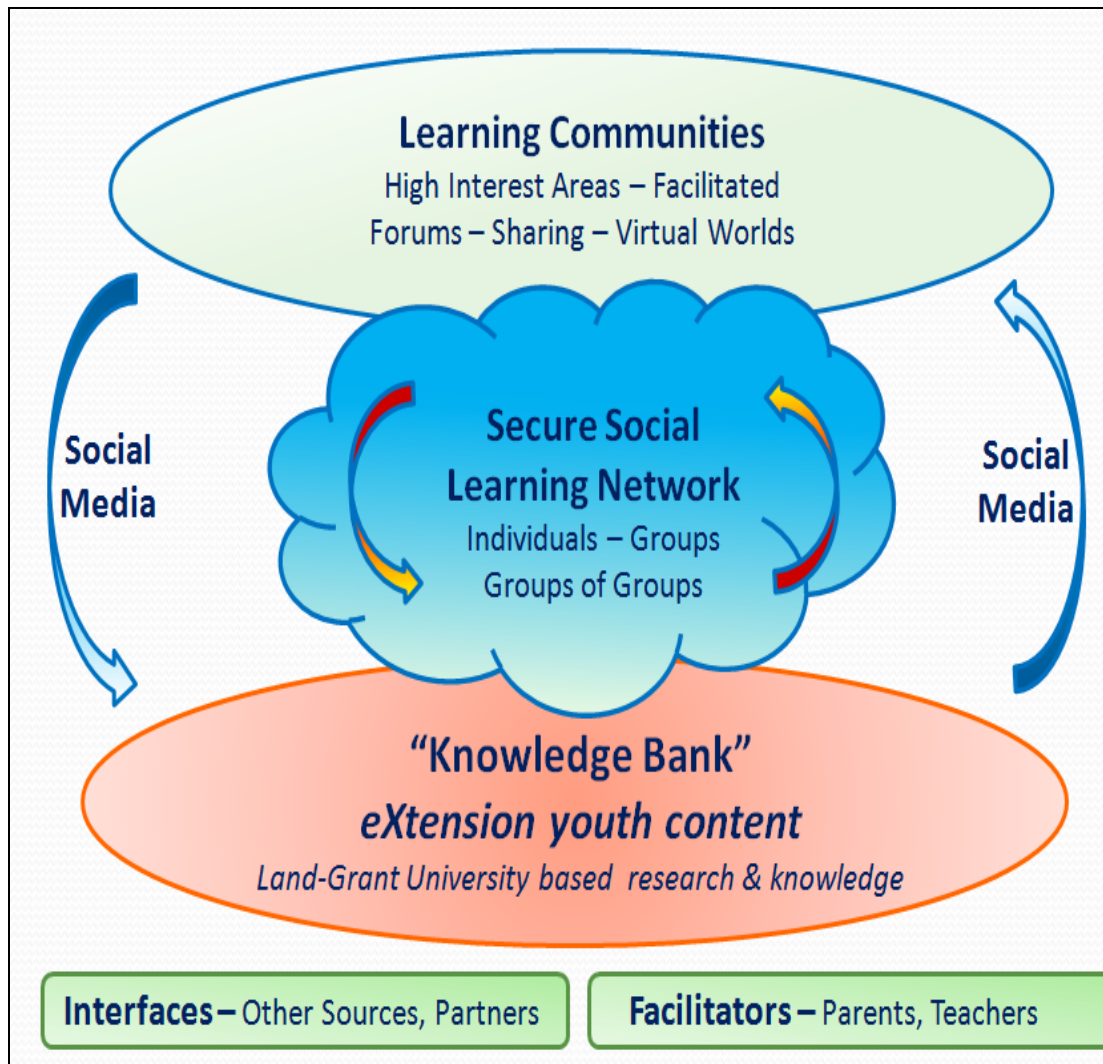 Learning Communities
High Interest Areas – Facilitated
Forums – Sharing – Virtual Worlds
Social
Media
Secure Social
Learning Network
Individuals – Groups
Groups of Groups
Social
Media
“Knowledge Bank”
eXtension youth content
Land-Grant University based research & knowledge
Interfaces – Other Sources, Partners
Facilitators – Parents, Teachers